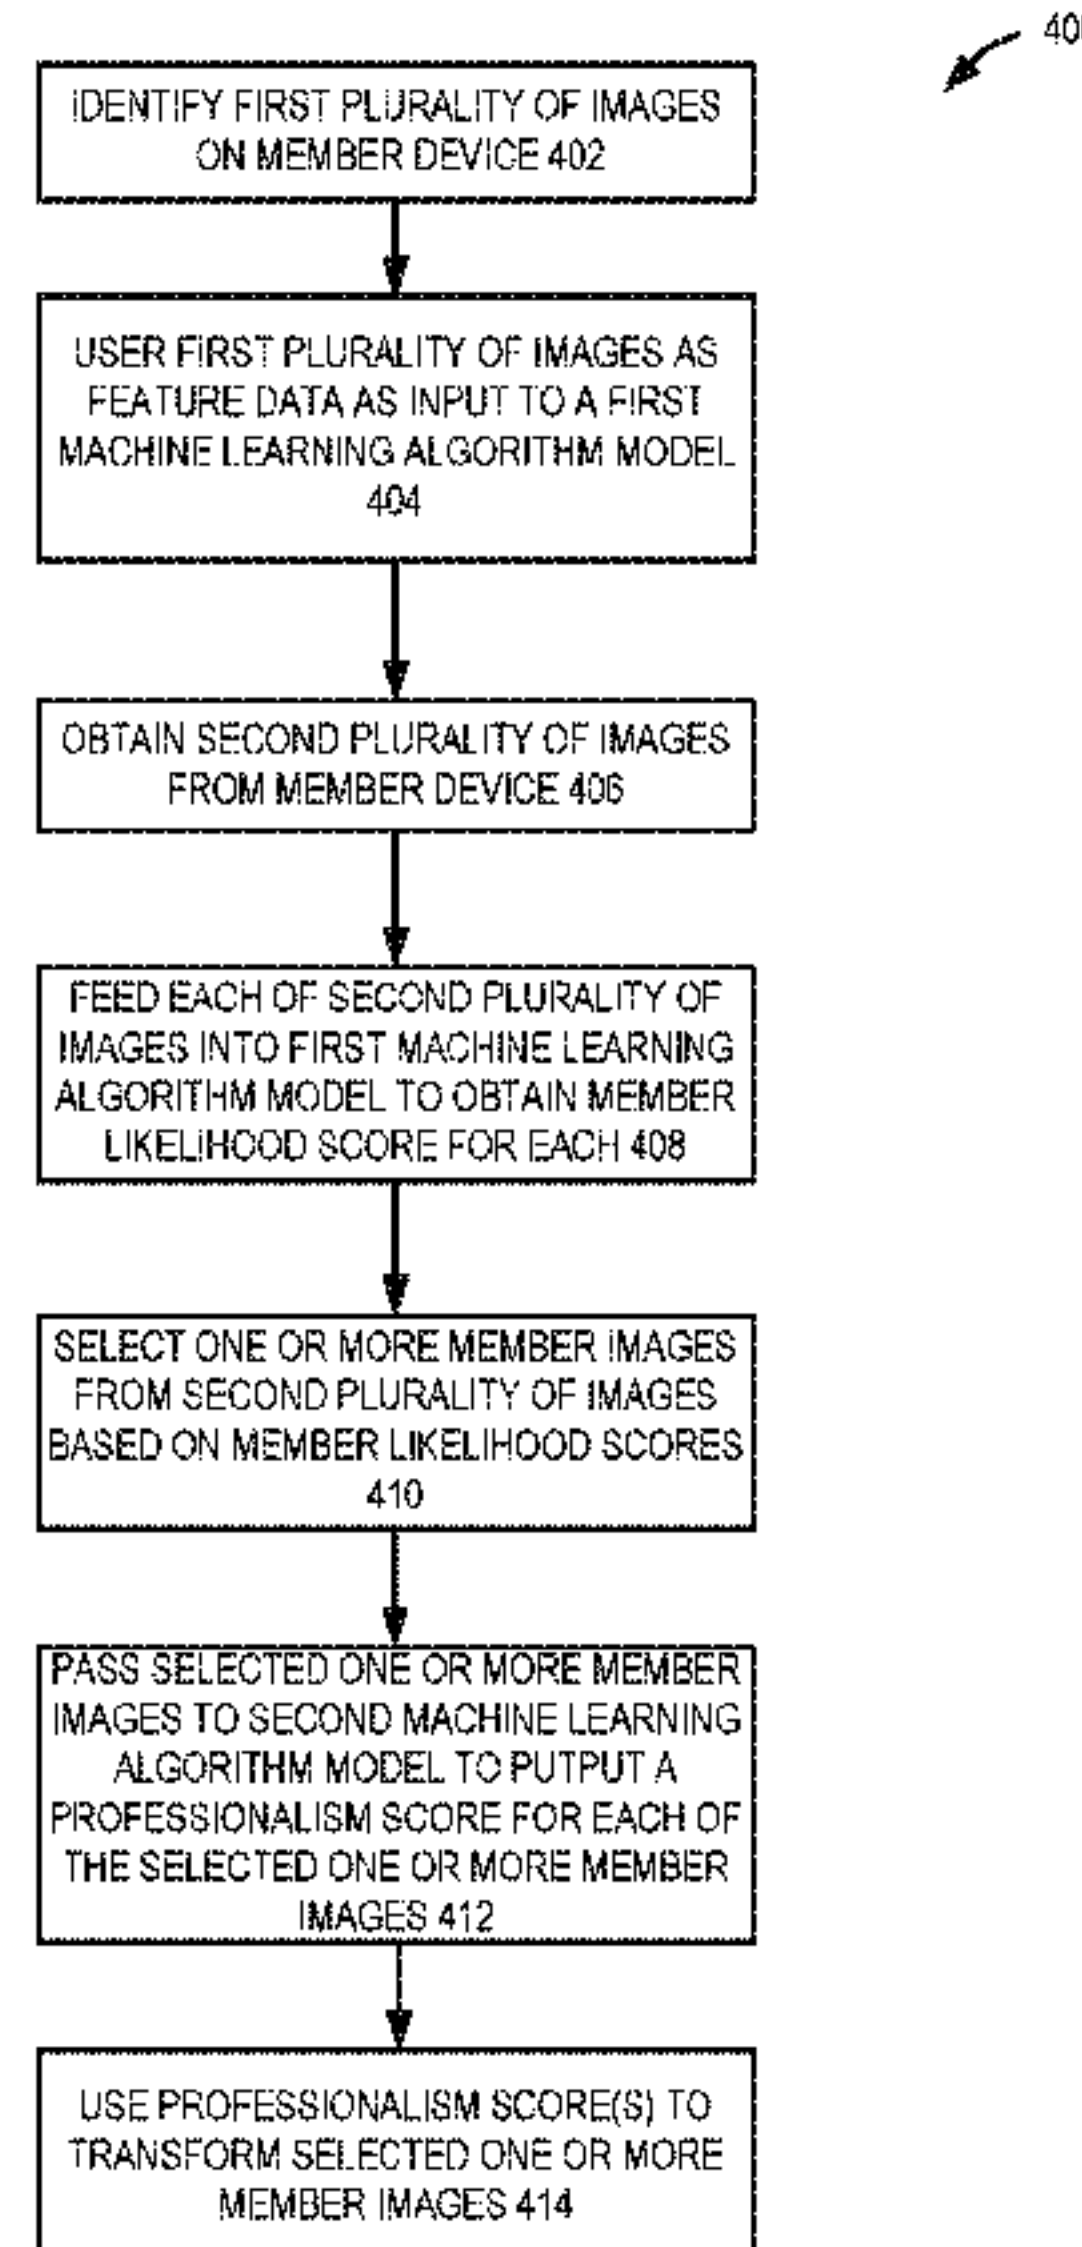 IDENTIFY FIRST PLURALITY OF IMAGES
ON MEMBER DEVICE 402
USER FIRST PLURALITY OF IMAGES AS
FEATURE DATA AS INPUT TO A FIRST
MACHINE LEARNING ALGORITHM MODEL
404
OBTAIN SECOND PLURALITY OF IMAGES
FROM MEMBER DEVICE 406
FEED EACH OF SECOND PLURALITY OF
IMAGES INTO FIRST MACHINE LEARNING
ALGORITHM MODEL TO OBTAIN MEMBER
LIKELIHOOD SCORE FOR EACH 408
SELECT ONE OR MORE MEMBER IMAGES
FROM SECOND PLURALITY OF IMAGES
BASED ON MEMBER LIKELIHOOD SCORES
410
PASS SELECTED ONE OR MORE MEMBER
IMAGES TO SECOND MACHINE LEARNING
ALGORITHM MODEL TO PUTPUT A
PROFESSIONALISM SCORE FOR EACH OF
THE SELECTED ONE OR MORE MEMBER
IMAGES 412
USE PROFESSIONALISM SCORE(S) TO
TRANSFORM SELECTED ONE OR MORE
MEMBER IMAGES 414